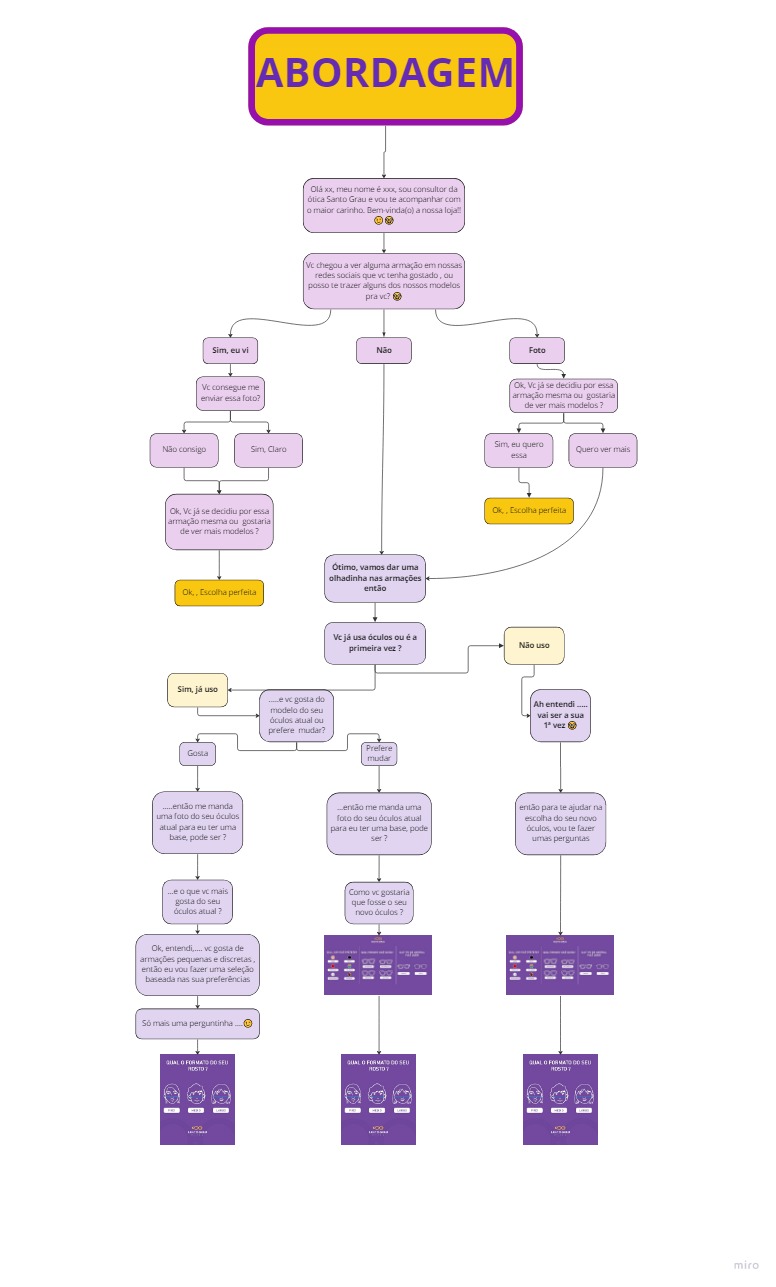 ABORDAGEM
Olá xx, meu nome é xxx, sou consultor da
ótica Santo Grau e vou te acompanhar com
o maior carinho. Bem-vinda(o) a nossa loja!!
Vc chegou a ver alguma armação em nossas
redes sociais que vc tenha gostado , ou
posso te trazer alguns dos nossos modelos
pra vc?
Sim, eu vi
Não
Foto
Vc consegue me
enviar essa foto?
Ok, Vc já se decidiu por essa
armação mesma ou gostaria
de ver mais modelos ?
Não consigo
Sim, Claro
Sim, eu quero
essa
Quero ver mais
Ok, Vc já se decidiu por essa
armação mesma ou gostaria
de ver mais modelos ?
Ok, , Escolha perfeita
Ótimo, vamos dar uma
olhadinha nas armações
então
Ok, , Escolha perfeita
Vc já usa óculos ou é a
primeira vez ?
Não uso
Sim, já uso
.....e vc gosta do
modelo do seu
óculos atual ou
prefere mudar?
Ah entendi .....
vai ser a sua
1ª vez
Gosta
Prefere
mudar
.....então me manda
uma foto do seu óculos
atual para eu ter uma
base, pode ser ?
...então me manda uma
foto do seu óculos atual
para eu ter uma base, pode
ser ?
então para te ajudar na
escolha do seu novo
óculos, vou te fazer
umas perguntas
...e o que vc mais
gosta do seu
óculos atual ?
Como vc gostaria
que fosse o seu
novo óculos ?
Ok, entendi,.... vc gosta de
armações pequenas e discretas ,
então eu vou fazer uma seleção
baseada nas sua preferências
Só mais uma perguntinha ....
QUAL O FORMATO DO SEU
ROSTO ?
QUAL O FORMATO DO SEU
ROSTO ?
QUAL O FORMATO DO SEU
ROSTO ?
miro